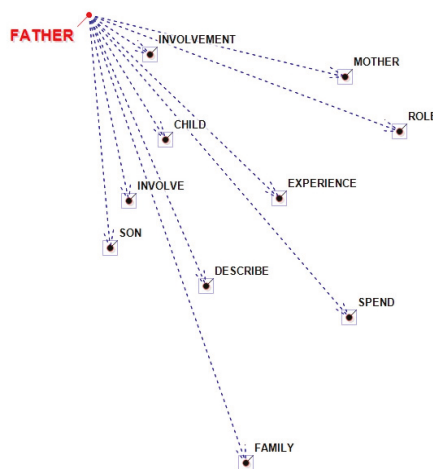 FATHER
INVOLVEMENT
MOTHER
ROLE
CHILD
INVOLVE
EXPERIENCE
SON
DESCRIBE
SPEND
FAMILY